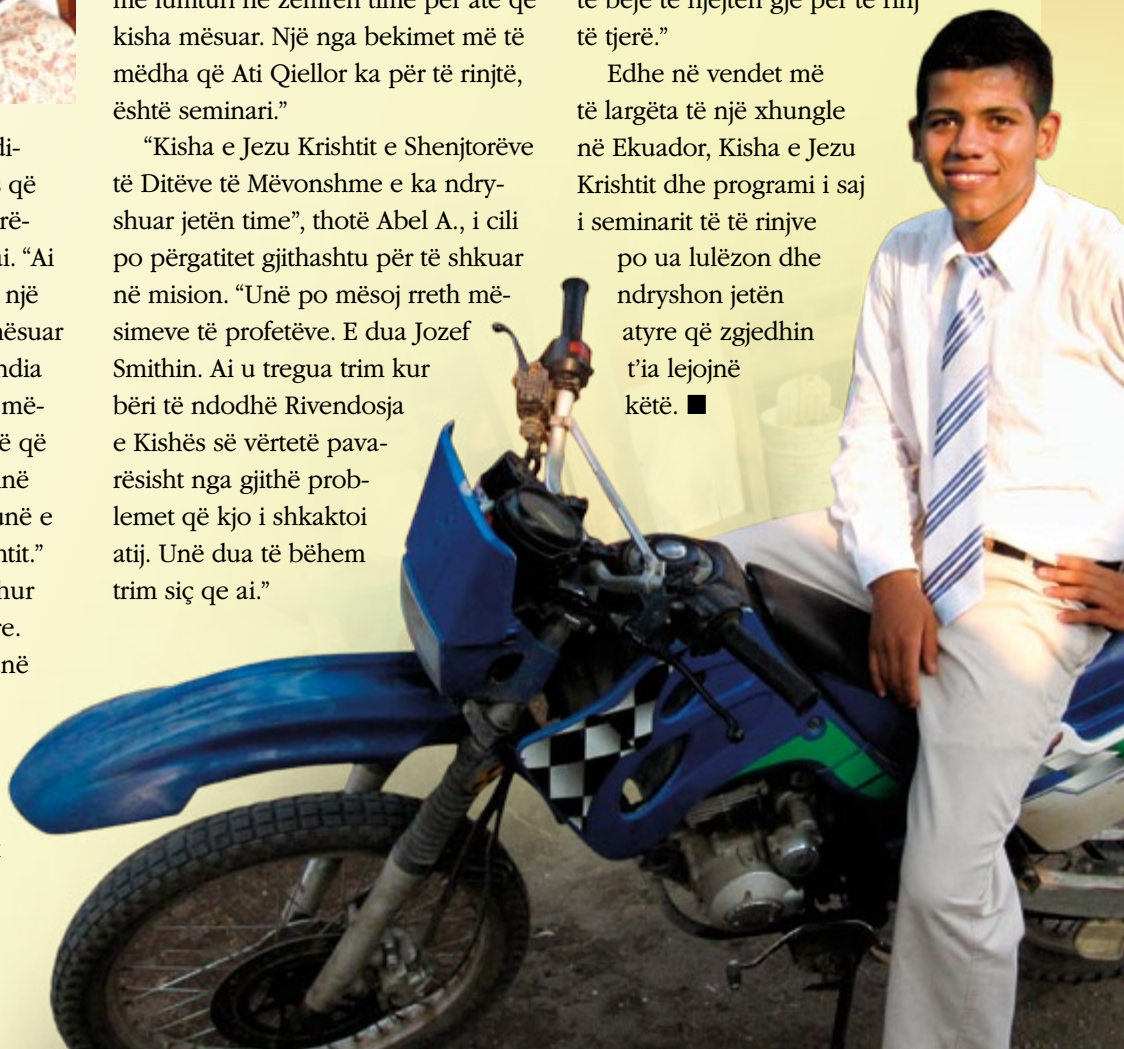 di-
që
rë-
ui. “Ai
një
nësuar
ndia
më-
ë që
në
unë e
htit.”
hur
re.
në
me lumturi në zemrën time për atë që
kisha mësuar. Një nga bekimet më të
mëdha që Ati Qiellor ka për të rinjtë,
është seminari.”
“Kisha e Jezu Krishtit e Shenjtorëve
të Ditëve të Mëvonshme e ka ndry-
shuar jetën time”, thotë Abel A., i cili
po përgatitet gjithashtu për të shkuar
në mision. “Unë po mësoj rreth më-
simeve të profetëve. E dua Jozef
Smithin. Ai u tregua trim kur
bëri të ndodhë Rivendosja
e Kishës së vërtetë pava-
rësisht nga gjithë prob-
lemet që kjo i shkaktoi
atij. Unë dua të bëhem
trim siç qe ai.”
të bëjë të njëjtën gjë për të rinj
të tjerë.”
Edhe në vendet më
të largëta të një xhungle
në Ekuador, Kisha e Jezu
Krishtit dhe programi i saj
i seminarit të të rinjve
po ua lulëzon dhe
ndryshon jetën
atyre që zgjedhin
t’ia lejojnë
këtë. ■